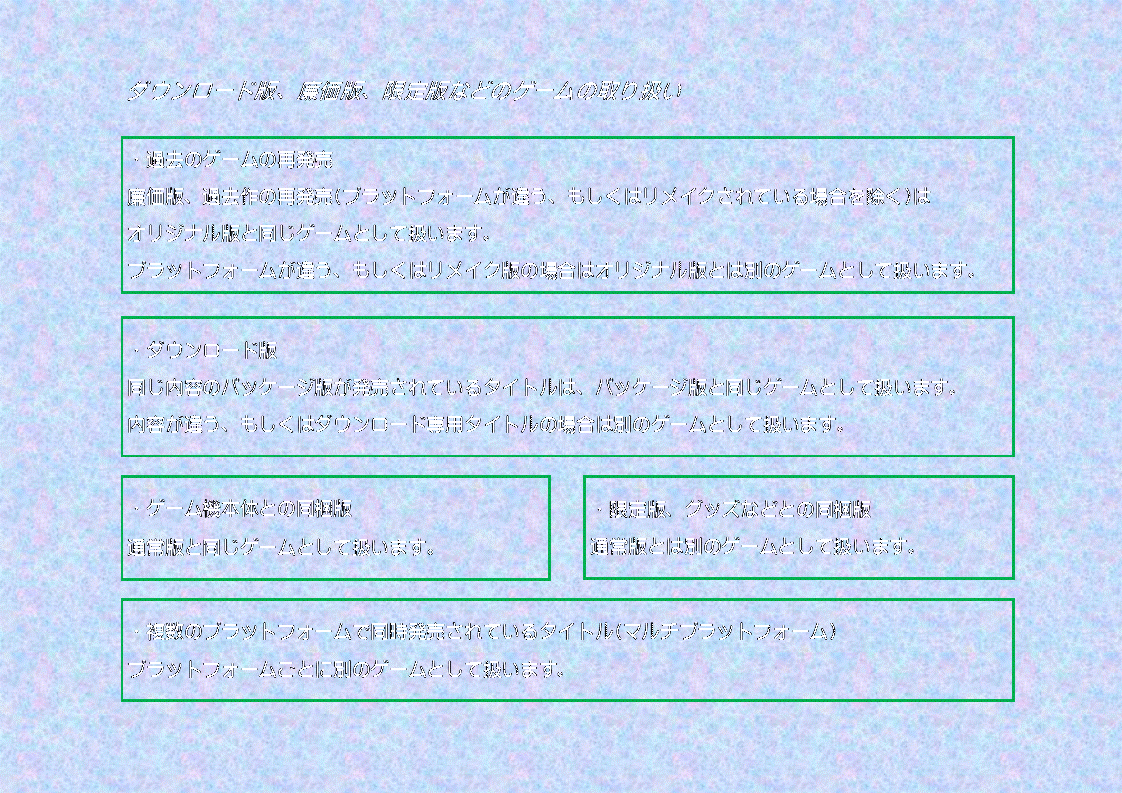 ダウンロード版、廉価版、限定版などのゲームの取り扱い
・過去のゲームの再発売
廉価版、過去作の再発売(プラットフォームが違う、もしくはリメイクされている場合を除く)は
オリジナル版と同じゲームとして扱います。
プラットフォームが違う、もしくはリメイク版の場合はオリジナル版とは別のゲームとして扱います。
・ダウンロード版
同じ内容のパッケージ版が発売されているタイトルは、パッケージ版と同じゲームとして扱います。
内容が違う、もしくはダウンロード専用タイトルの場合は別のゲームとして扱います。
・ゲーム機本体との同梱版
通常版と同じゲームとして扱います。
・限定版、グッズなどとの同梱版
通常版とは別のゲームとして扱います。
・複数のプラットフォームで同時発売されているタイトル(マルチプラットフォーム)
プラットフォームごとに別のゲームとして扱います。